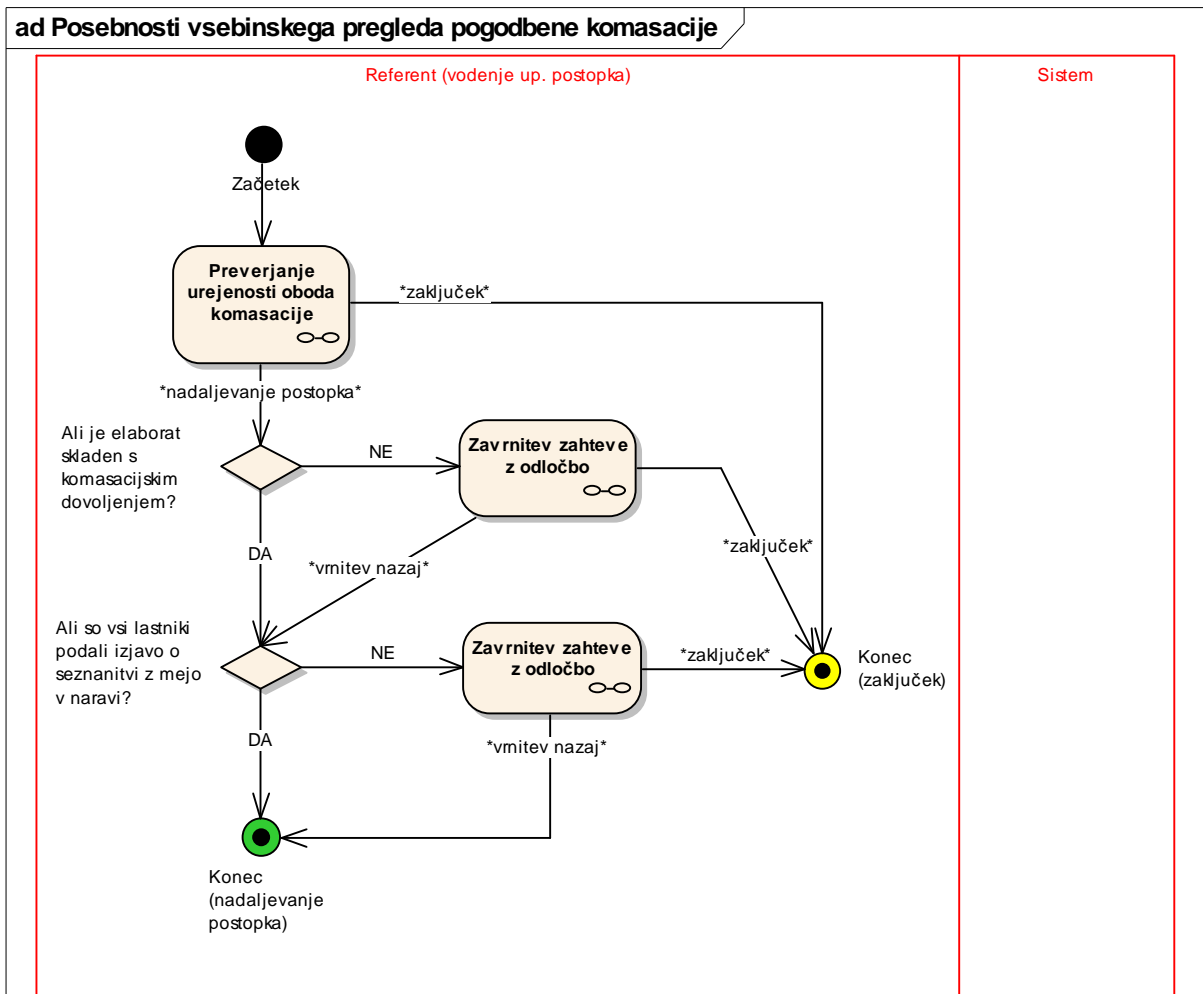 ad Posebnosti vsebinskega pregleda pogodbene komasacije
Referent (vodenje up. postopka)
Sistem
Začetek
Preverjanje
urejenosti oboda
komasacije
*zaključek*
*nadaljevanje postopka*
Ali je elaborat
skladen s
komasacijskim
dovoljenjem?
NE
Zavrnitev zahteve
z odločbo
DA
*vrnitev nazaj*
*zaključek*
Ali so vsi lastniki
podali izjavo o
seznanitvi z mejo
v naravi?
NE
Zavrnitev zahteve
z odločbo
*zaključek*
Konec
(zaključek)
DA
*vrnitev nazaj*
Konec
(nadaljevanje
postopka)